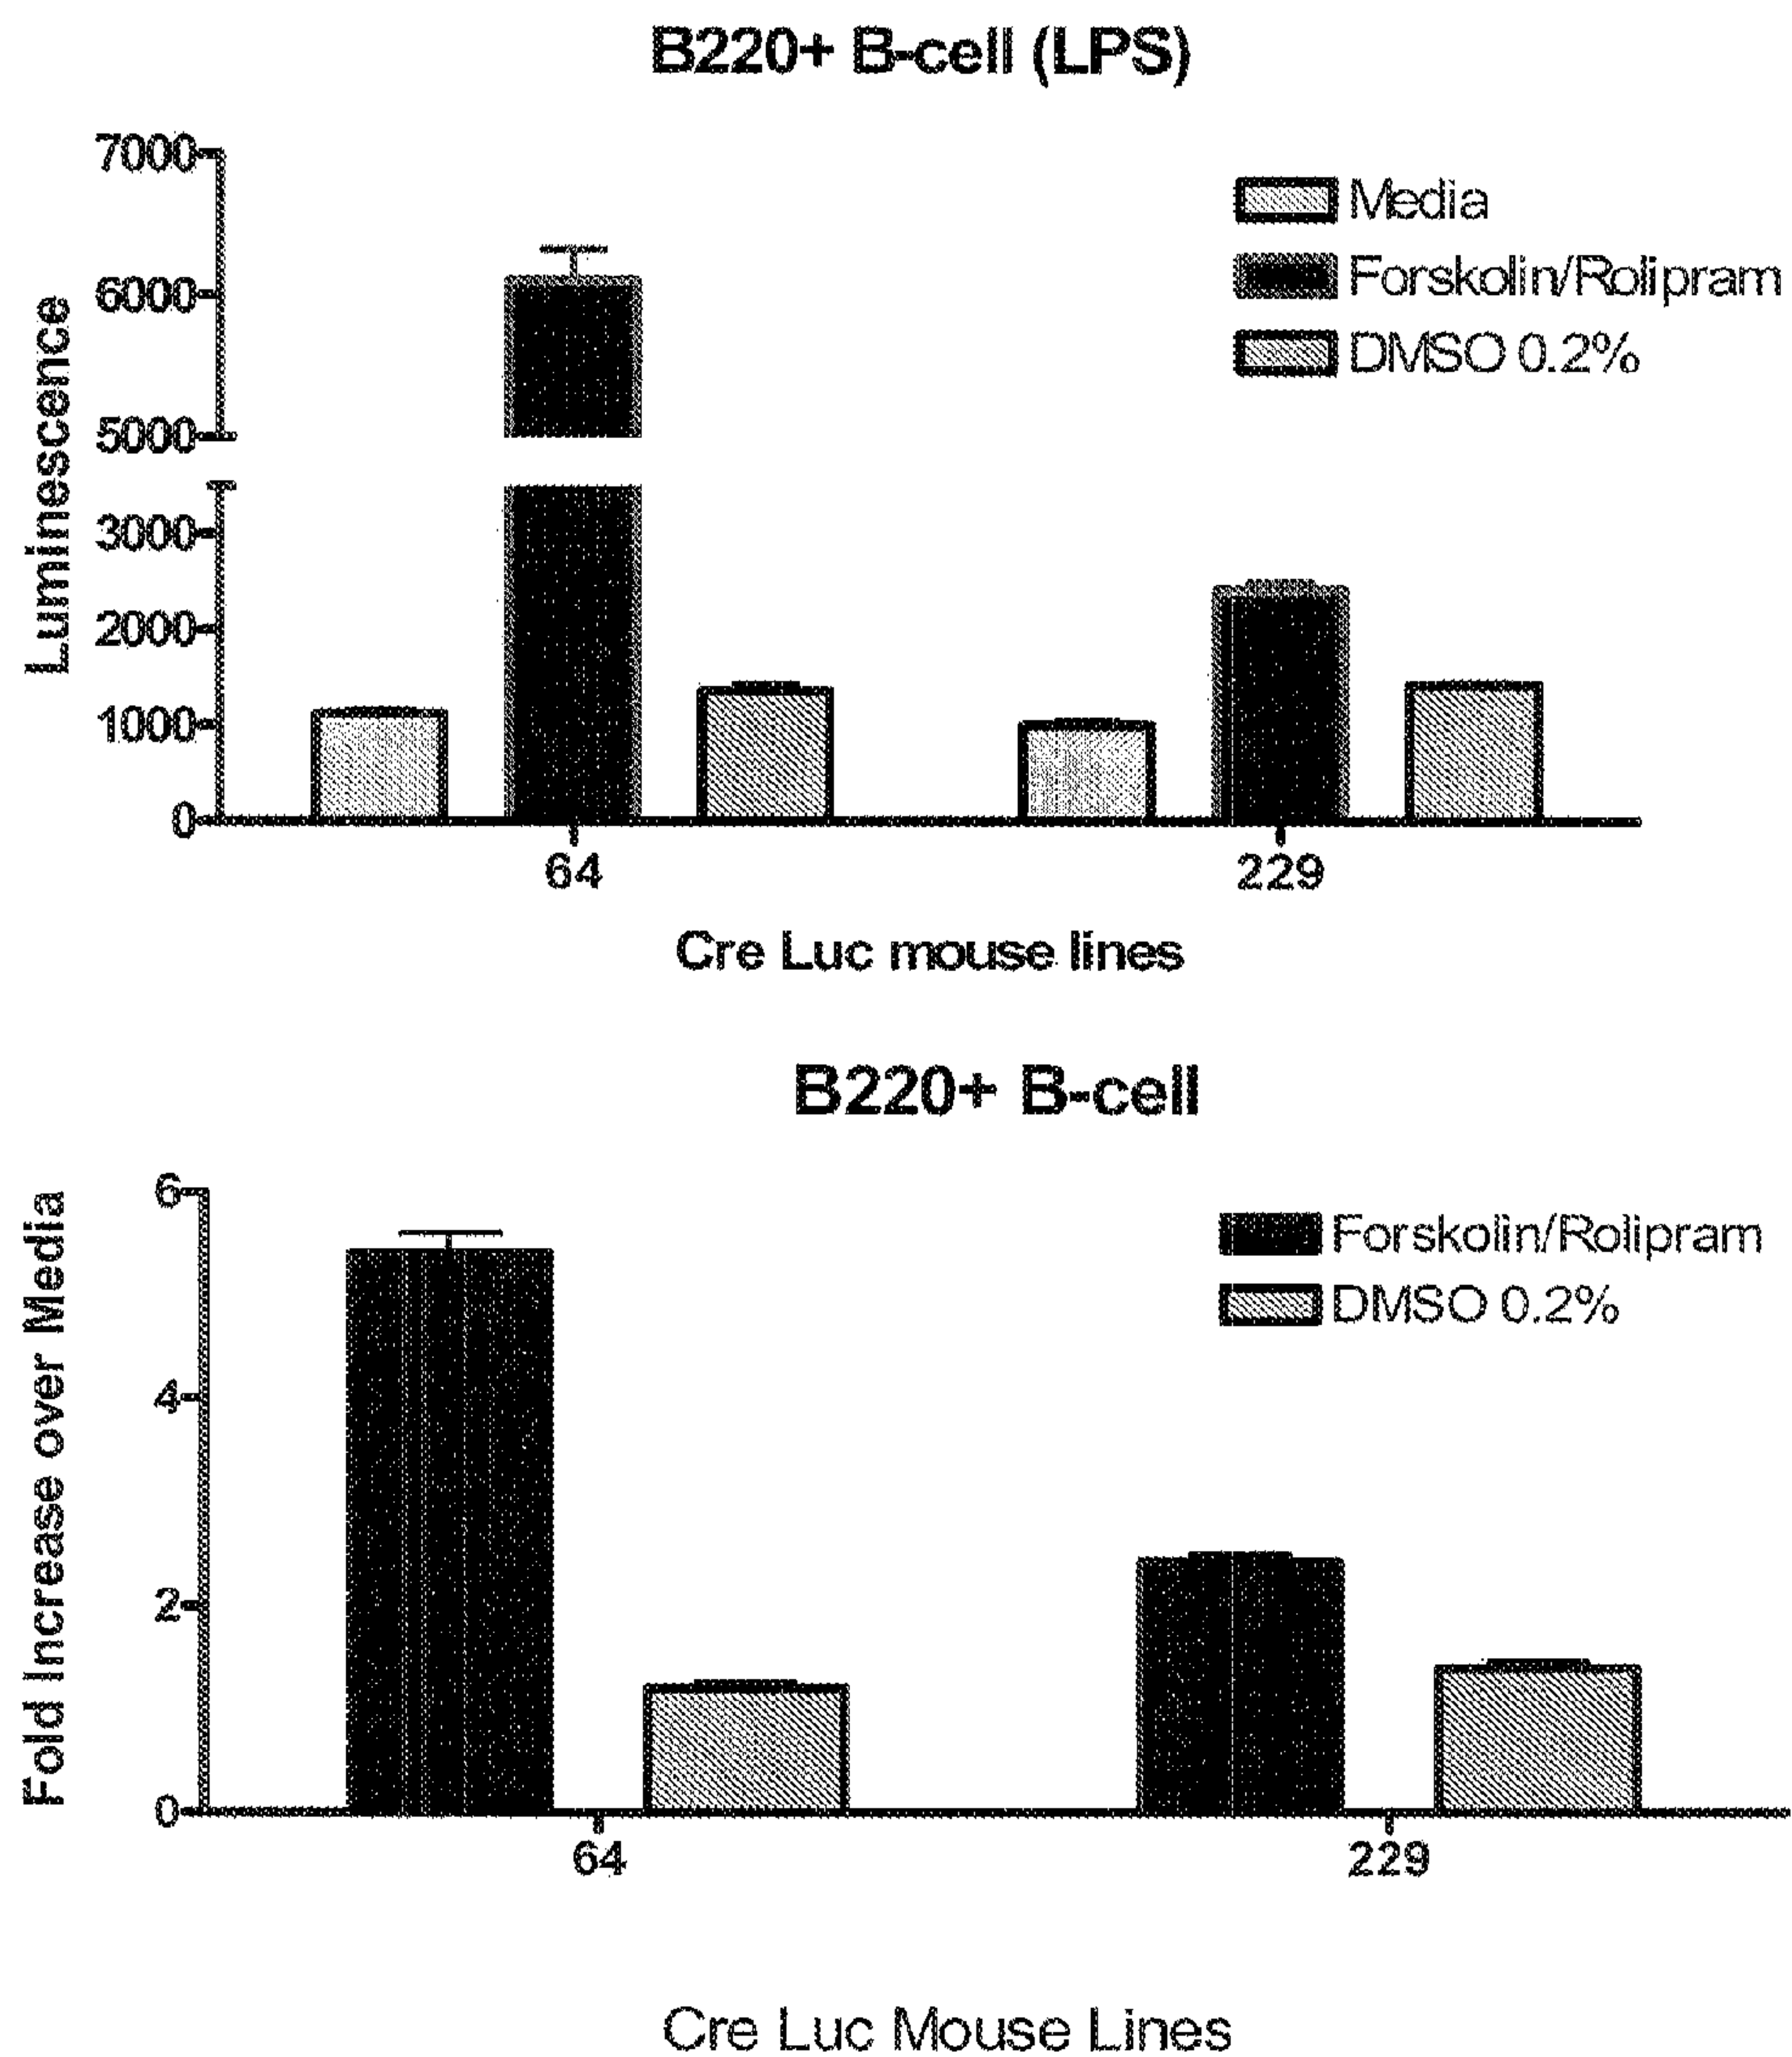 B220+ B-cell (LPS)
Luminescence
7000
6000
5000
3000
2000
1000
0
Media
Forskolin/Rolipram
DMSO 0.2%
64
229
Cre Luc mouse lines
B220+ B-cell
Fold Increase over Media
6
4
2
0
Forskolin/Rolipram
DMSO 0.2%
64
229
Cre Luc Mouse Lines